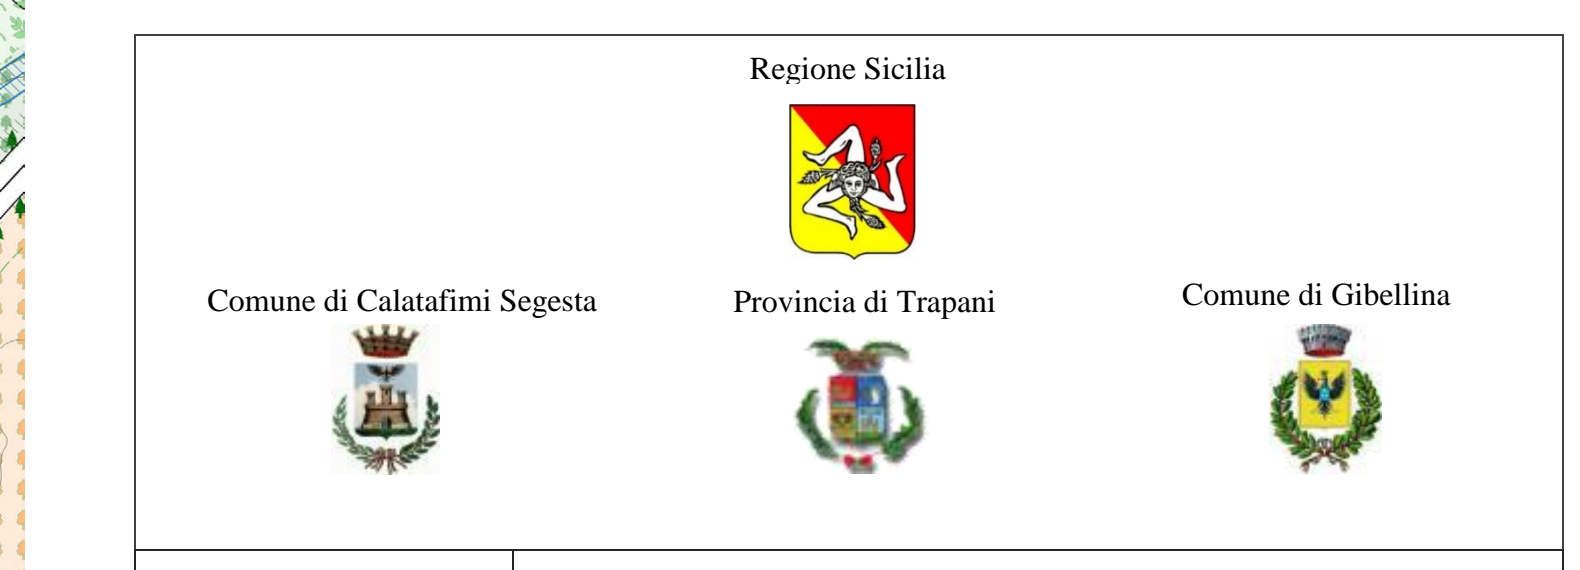 Regione Sicilia
Comune di Calatafimi Segesta
Provincia di Trapani
Comune di Gibellina